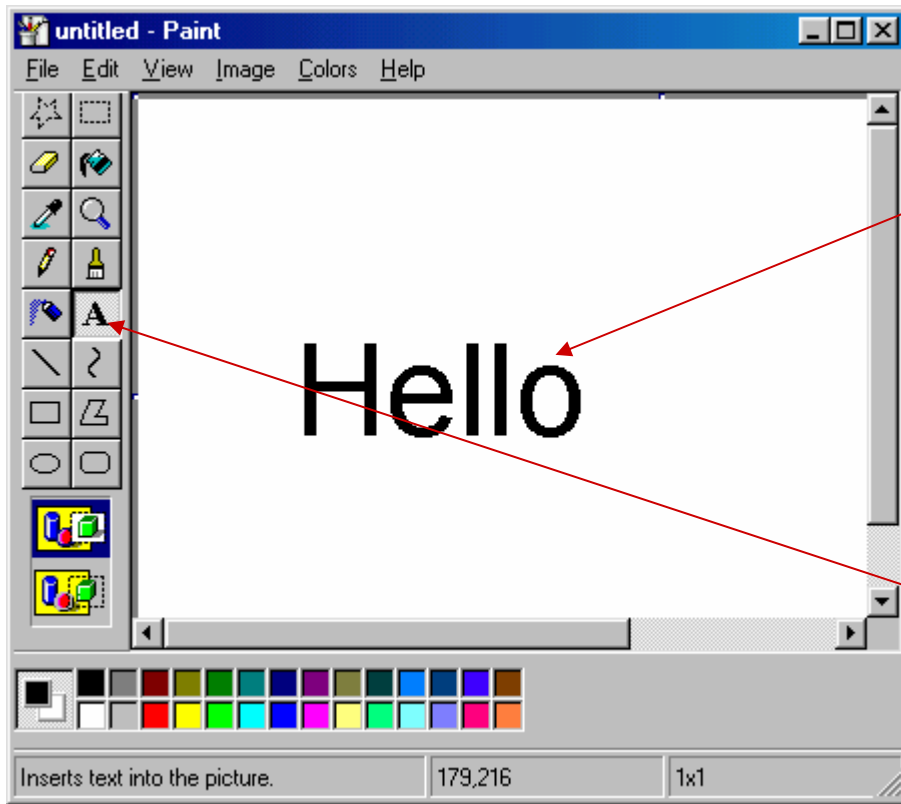 untitled - Paint
File Edit View Image Colors Help
A
Hello
Inserts text into the picture. 179,216 1x1